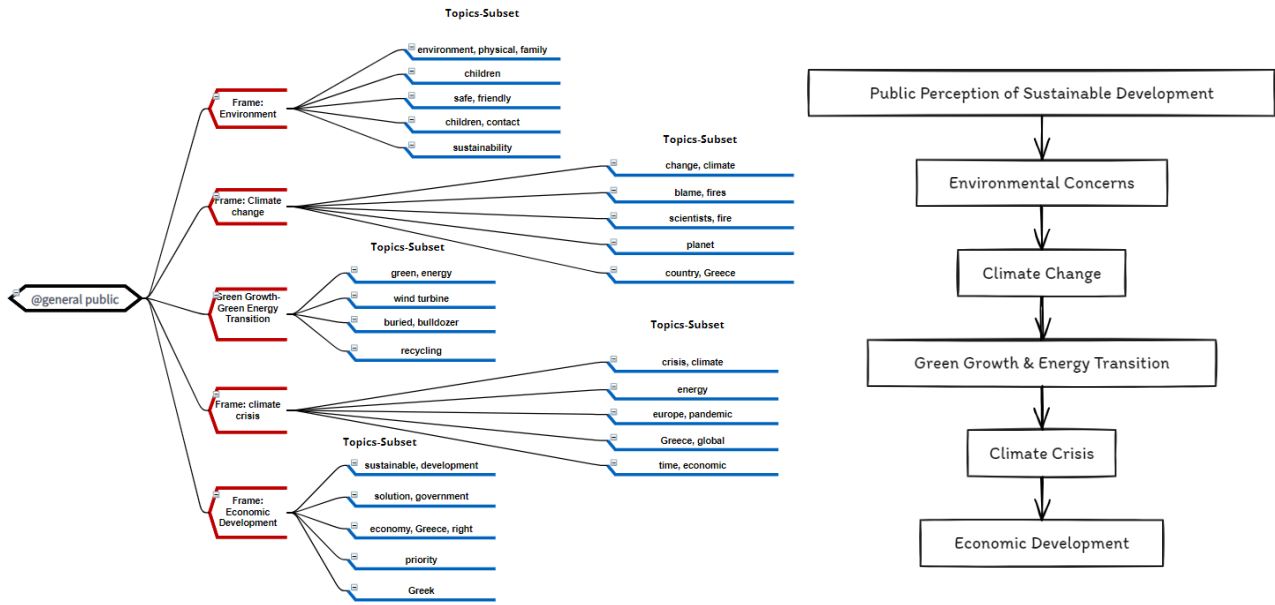 Topics-Subset
environment, physical, family
children
safe, friendly
children, contact
sustainability
Frame:
Environment
Topics-Subset
change, climate
blame, fires
scientists, fire
planet
country, Greece
Frame: Climate
change
Topics-Subset
green, energy
wind turbine
buried, bulldozer
recycling
Green Growth-
Green Energy
Transition
@general public
Topics-Subset
crisis, climate
energy
europe, pandemic
Greece, global
time, economic
Frame: climate
crisis
Topics-Subset
sustainable, development
solution, government
economy, Greece, right
priority
Greek
Frame:
Economic
Development
Public Perception of Sustainable Development
Environmental Concerns
Climate Change
Green Growth & Energy Transition
Climate Crisis
Economic Development